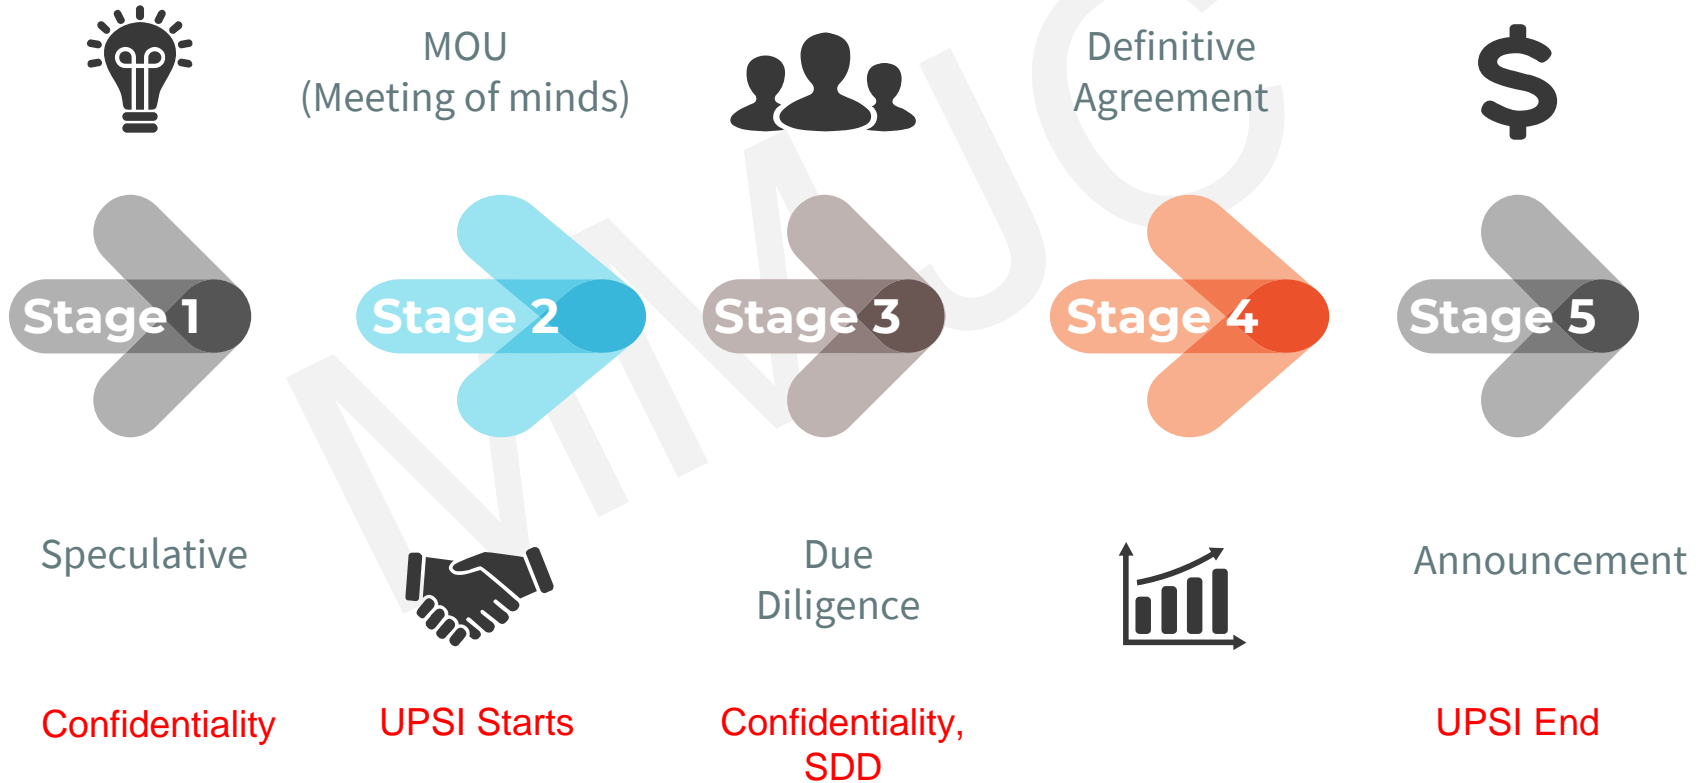 MOU
(Meeting of minds)
Definitive
Agreement
Stage 1
Stage 2
Stage 3
Stage 4
Stage 5
Speculative
Due
Diligence
Announcement
Confidentiality
UPSI Starts
Confidentiality,
SDD
UPSI End
MMJC